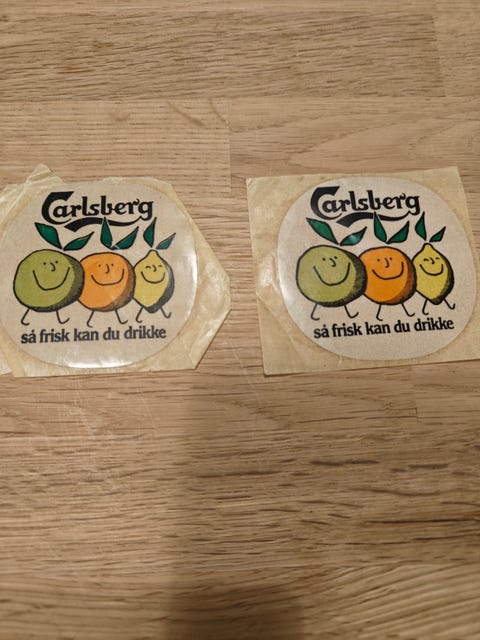 Carlsberg
så frisk kan du drikke
Carlsberg
så frisk kan du drikke